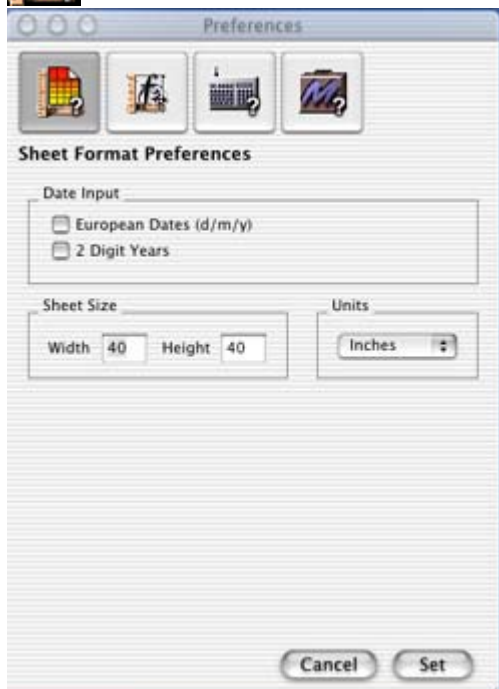 Preferences
Sheet Format Preferences
Date Input
European Dates (d/m/y)
2 Digit Years
Sheet Size
Units
Width 40 Height 40
Inches
Cancel Set